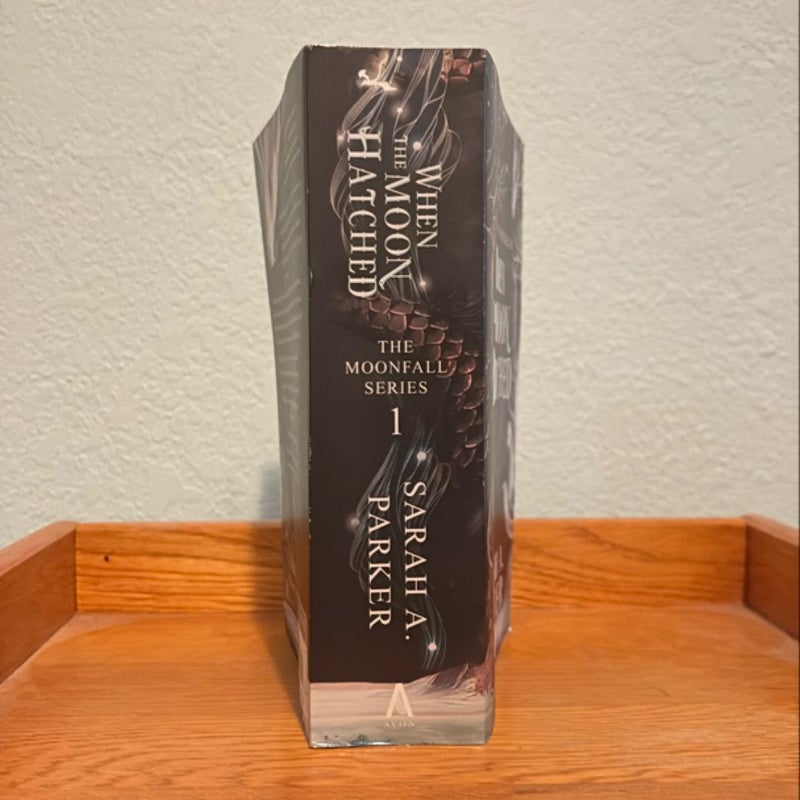 WHEN
THE MOON
HATCHED
THE
MOONFALL
SERIES
1
SARAH A.
PARKER
A
AVON